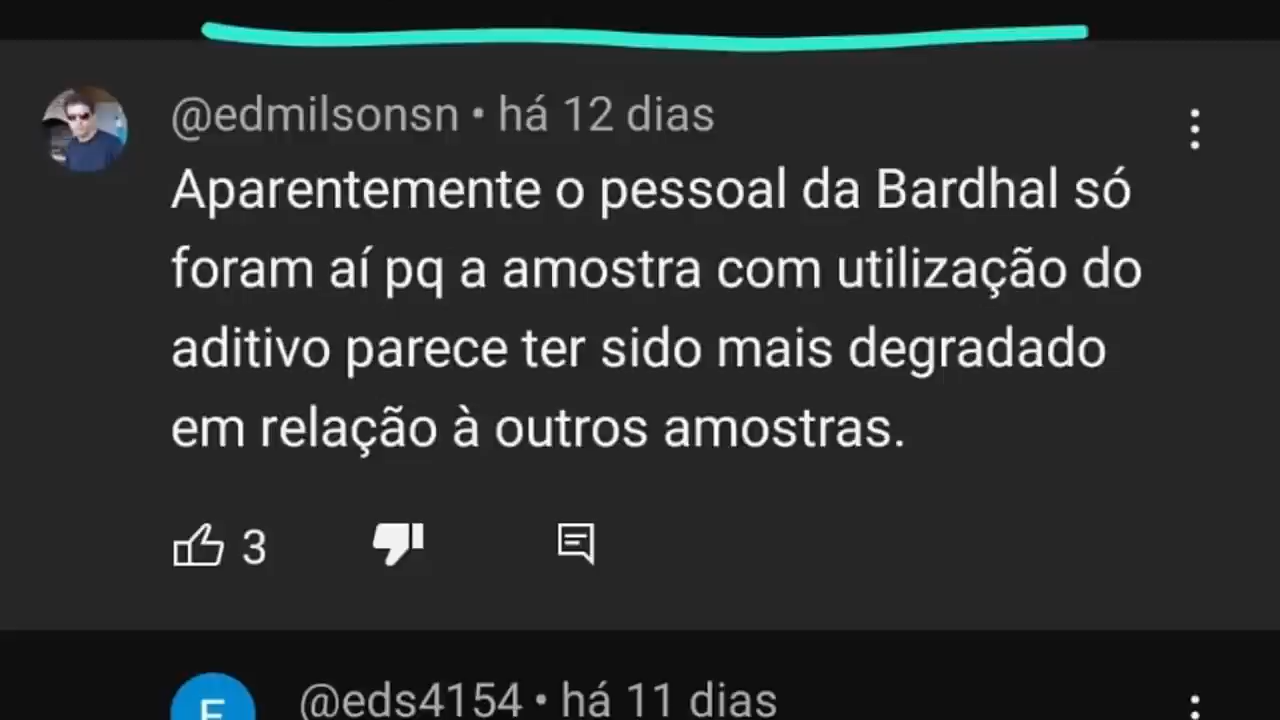 @edmilsonsn • há 12 dias
Aparentemente o pessoal da Bardhal só
foram aí pq a amostra com utilização do
aditivo parece ter sido mais degradado
em relação à outros amostras.
3
E
@eds4154 • há 11 dias